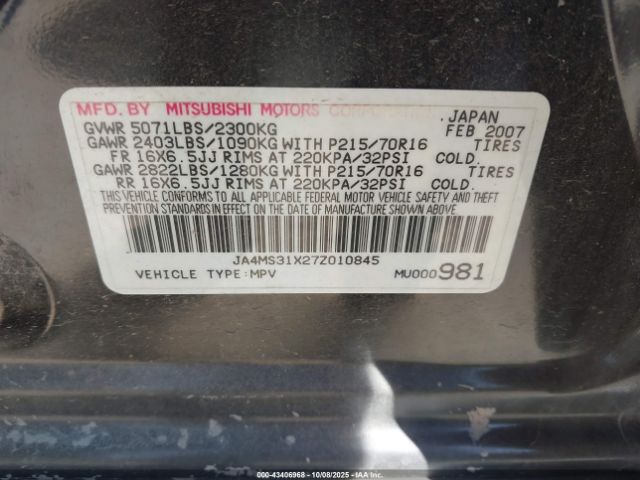 MFD. BY MITSUBISHI MOTORS CORPORATION, JAPAN
GVWR 5071LBS/2300KG FEB 2007
GAWR 2403LBS/1090KG WITH P215/70R16 TIRES
FR 16X6.5JJ RIMS AT 220KPA/32PSI COLD.
GAWR 2822LBS/1280KG WITH P215/70R16 TIRES
RR 16X6.5JJ RIMS AT 220KPA/32PSI COLD.
THIS VEHICLE CONFORMS TO ALL APPLICABLE FEDERAL MOTOR VEHICLE SAFETY AND THEFT
PREVENTION STANDARDS IN EFFECT ON THE DATE OF MANUFACTURE SHOWN ABOVE.
JA4MS31X27Z010845
VEHICLE TYPE:MPV MU000981
© 43406968 - 10/08/2025 - IAA Holdings, LLC